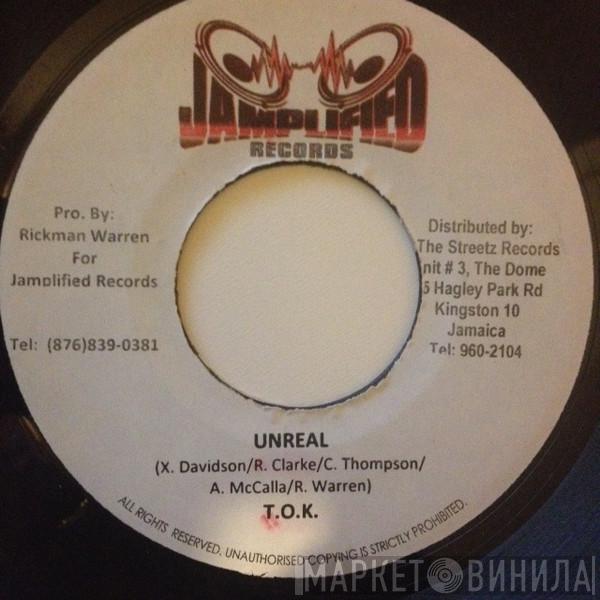 JAMPLIFIED
RECORDS
Pro. By:
Rickman Warren
For
Jamplified Records
Tel: (876)839-0381
Distributed by:
The Streetz Records
nit # 3, The Dome
5 Hagley Park Rd
Kingston 10
Jamaica
Tel: 960-2104
UNREAL
(X. Davidson/R. Clarke/C. Thompson/
A. McCalla/R. Warren)
T.O.K.
ALL RIGHTS RESERVED. UNAUTHORISED COPYING IS STRICTLY PROHIBITED.
МАРКЕТ ВИНИЛА